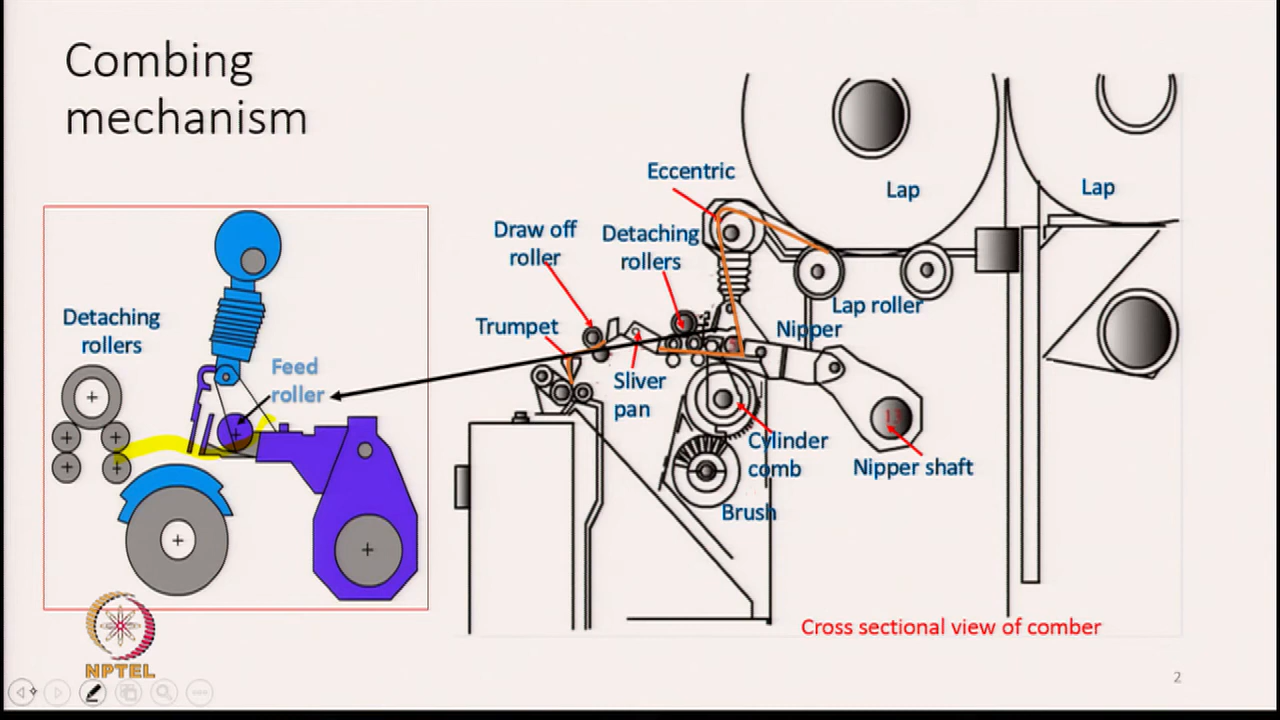 Combing
mechanism
Detaching
rollers
Feed
roller
Eccentric
Draw off
roller
Detaching
rollers
Trumpet
Sliver
pan
Lap
Lap
Lap roller
Nipper
Cylinder
comb
Nipper shaft
13
Brush
Cross sectional view of comber
NPTEL
2